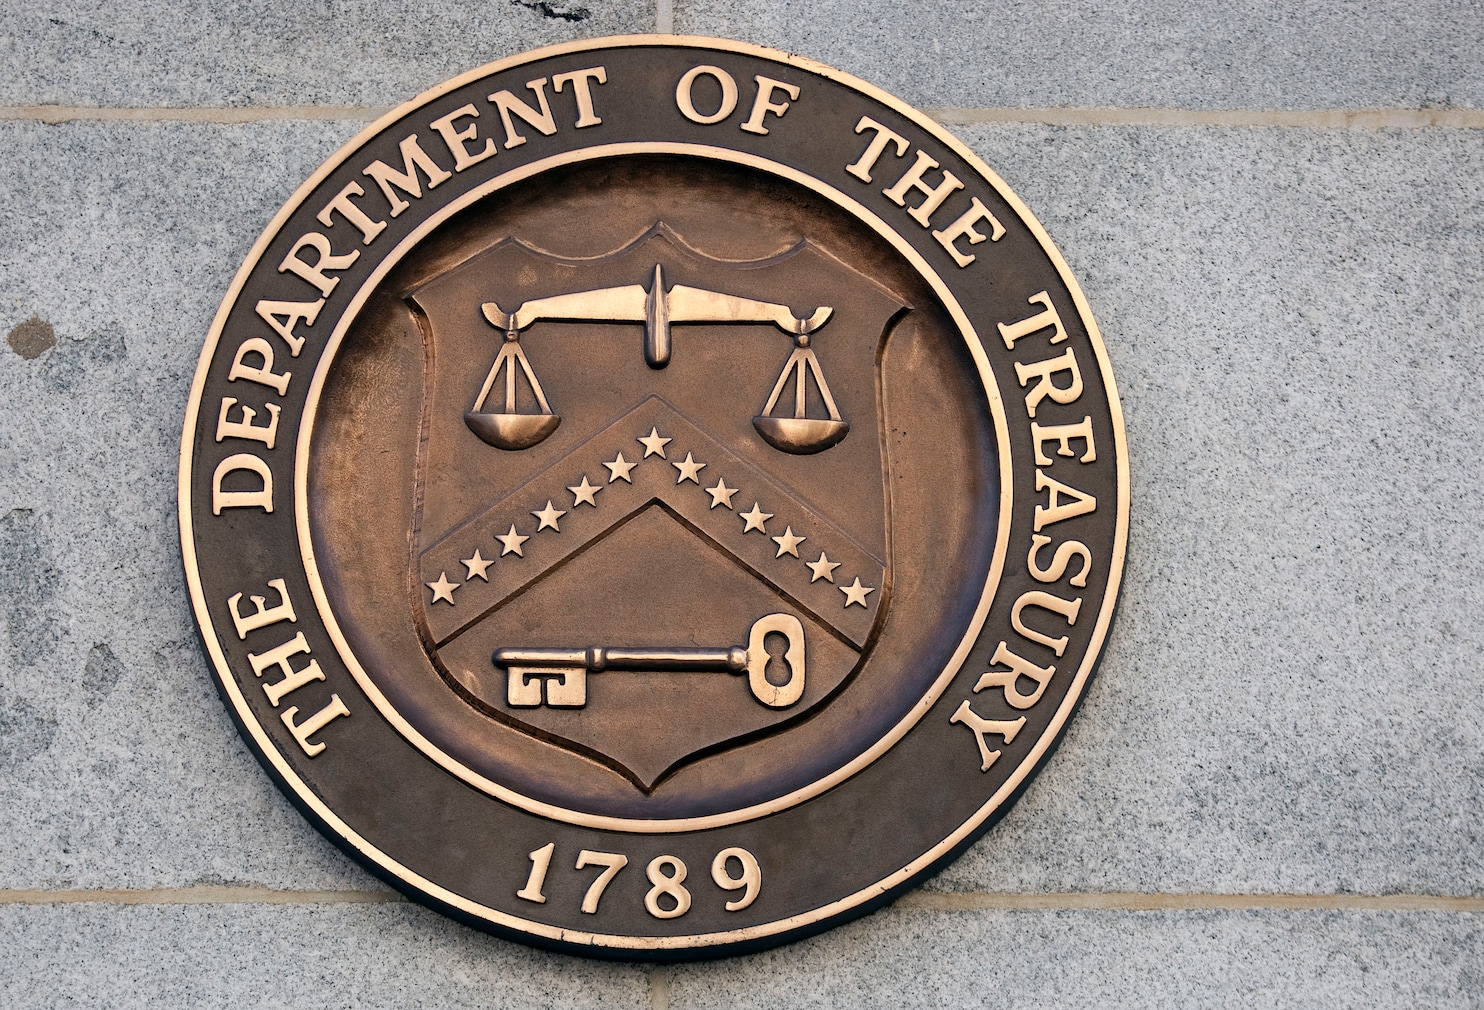 THE DEPARTMENT OF THE TREASURY
1789